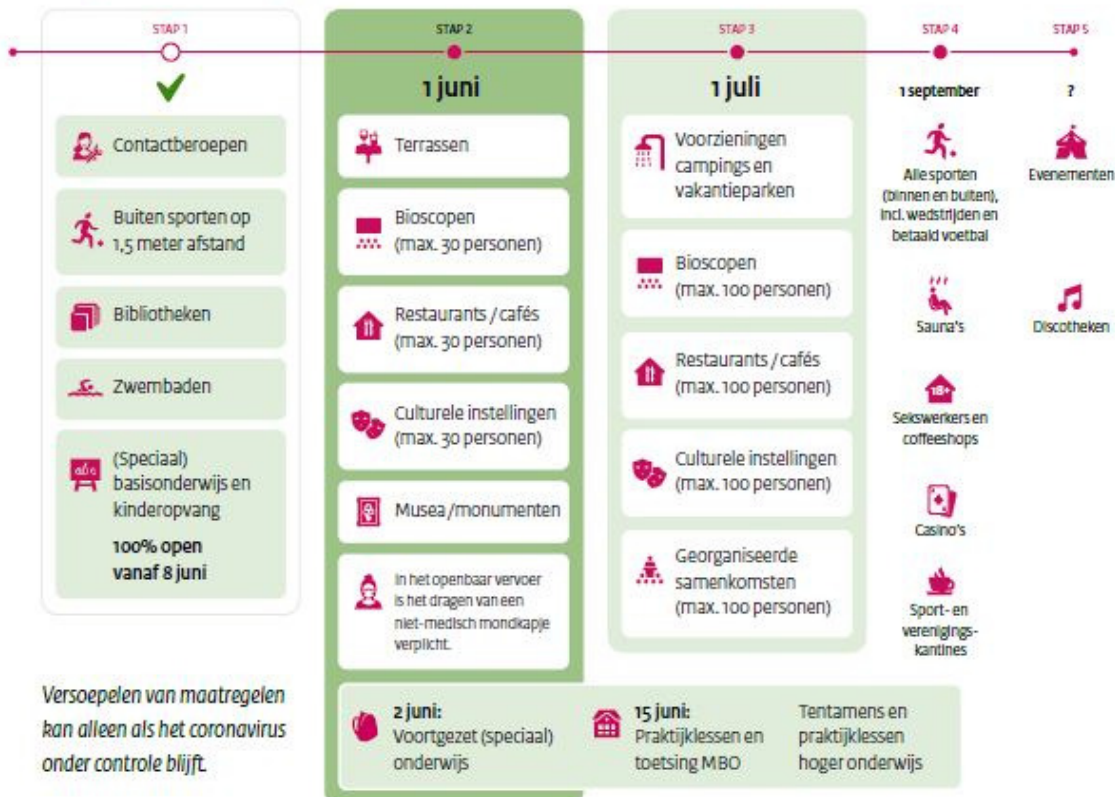 STAP 1
Contactberoepen
Buiten sporten op
1,5 meter afstand
Bibliotheken
Zwembaden
abc
(Speciaal)
basisonderwijs en
kinderopvang
100% open
vanaf 8 juni
STAP 2
1 juni
Terrassen
Bioscopen
(max. 30 personen)
Restaurants / cafés
(max. 30 personen)
Culturele instellingen
(max. 30 personen)
Musea/monumenten
In het openbaar vervoer
is het dragen van een
niet-medisch mondkapje
verplicht.
STAP 3
1 juli
Voorzieningen
campings en
vakantieparken
Bioscopen
(max. 100 personen)
Restaurants / cafés
(max. 100 personen)
Culturele instellingen
(max. 100 personen)
Georganiseerde
samenkomsten
(max. 100 personen)
STAP 4
1 september
Alle sporten
(binnen en buiten),
incl. wedstrijden en
betaald voetbal
Sauna's
18+
Sekswerkers en
coffeeshops
Casino's
Sport- en
verenigings-
kantines
STAP 5
?
Evenementen
Discotheken
Versoepelen van maatregelen
kan alleen als het coronavirus
onder controle blijft.
2 juni:
Voortgezet (speciaal)
onderwijs
15 juni:
Praktijklessen en
toetsing MBO
Tentamens en
praktijklessen
hoger onderwijs